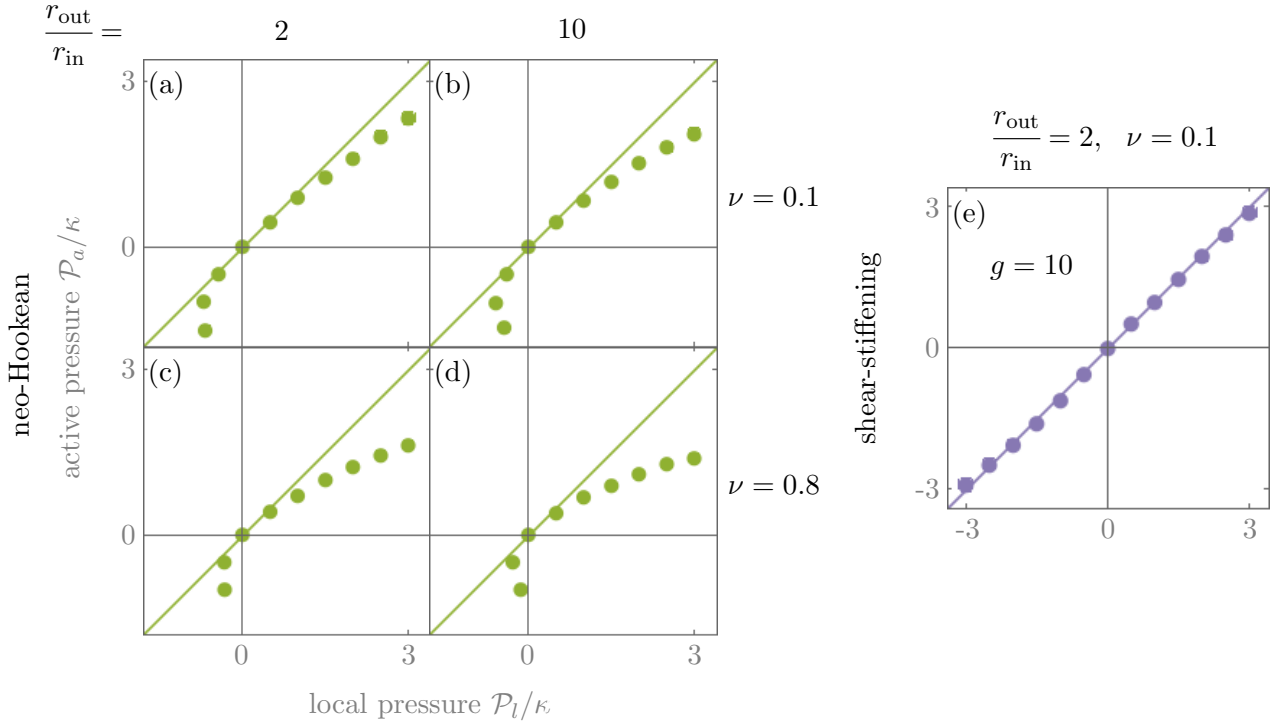 r_out/r_in = 2 10
(a) (b)
3
0
ν = 0.1
(c) (d)
3
0
ν = 0.8
0 3 0 3
neo-Hookean
active pressure 𝒫_a/κ
local pressure 𝒫_l/κ
r_out/r_in = 2, ν = 0.1
(e)
3
g = 10
0
-3
-3 0 3
shear-stiffening